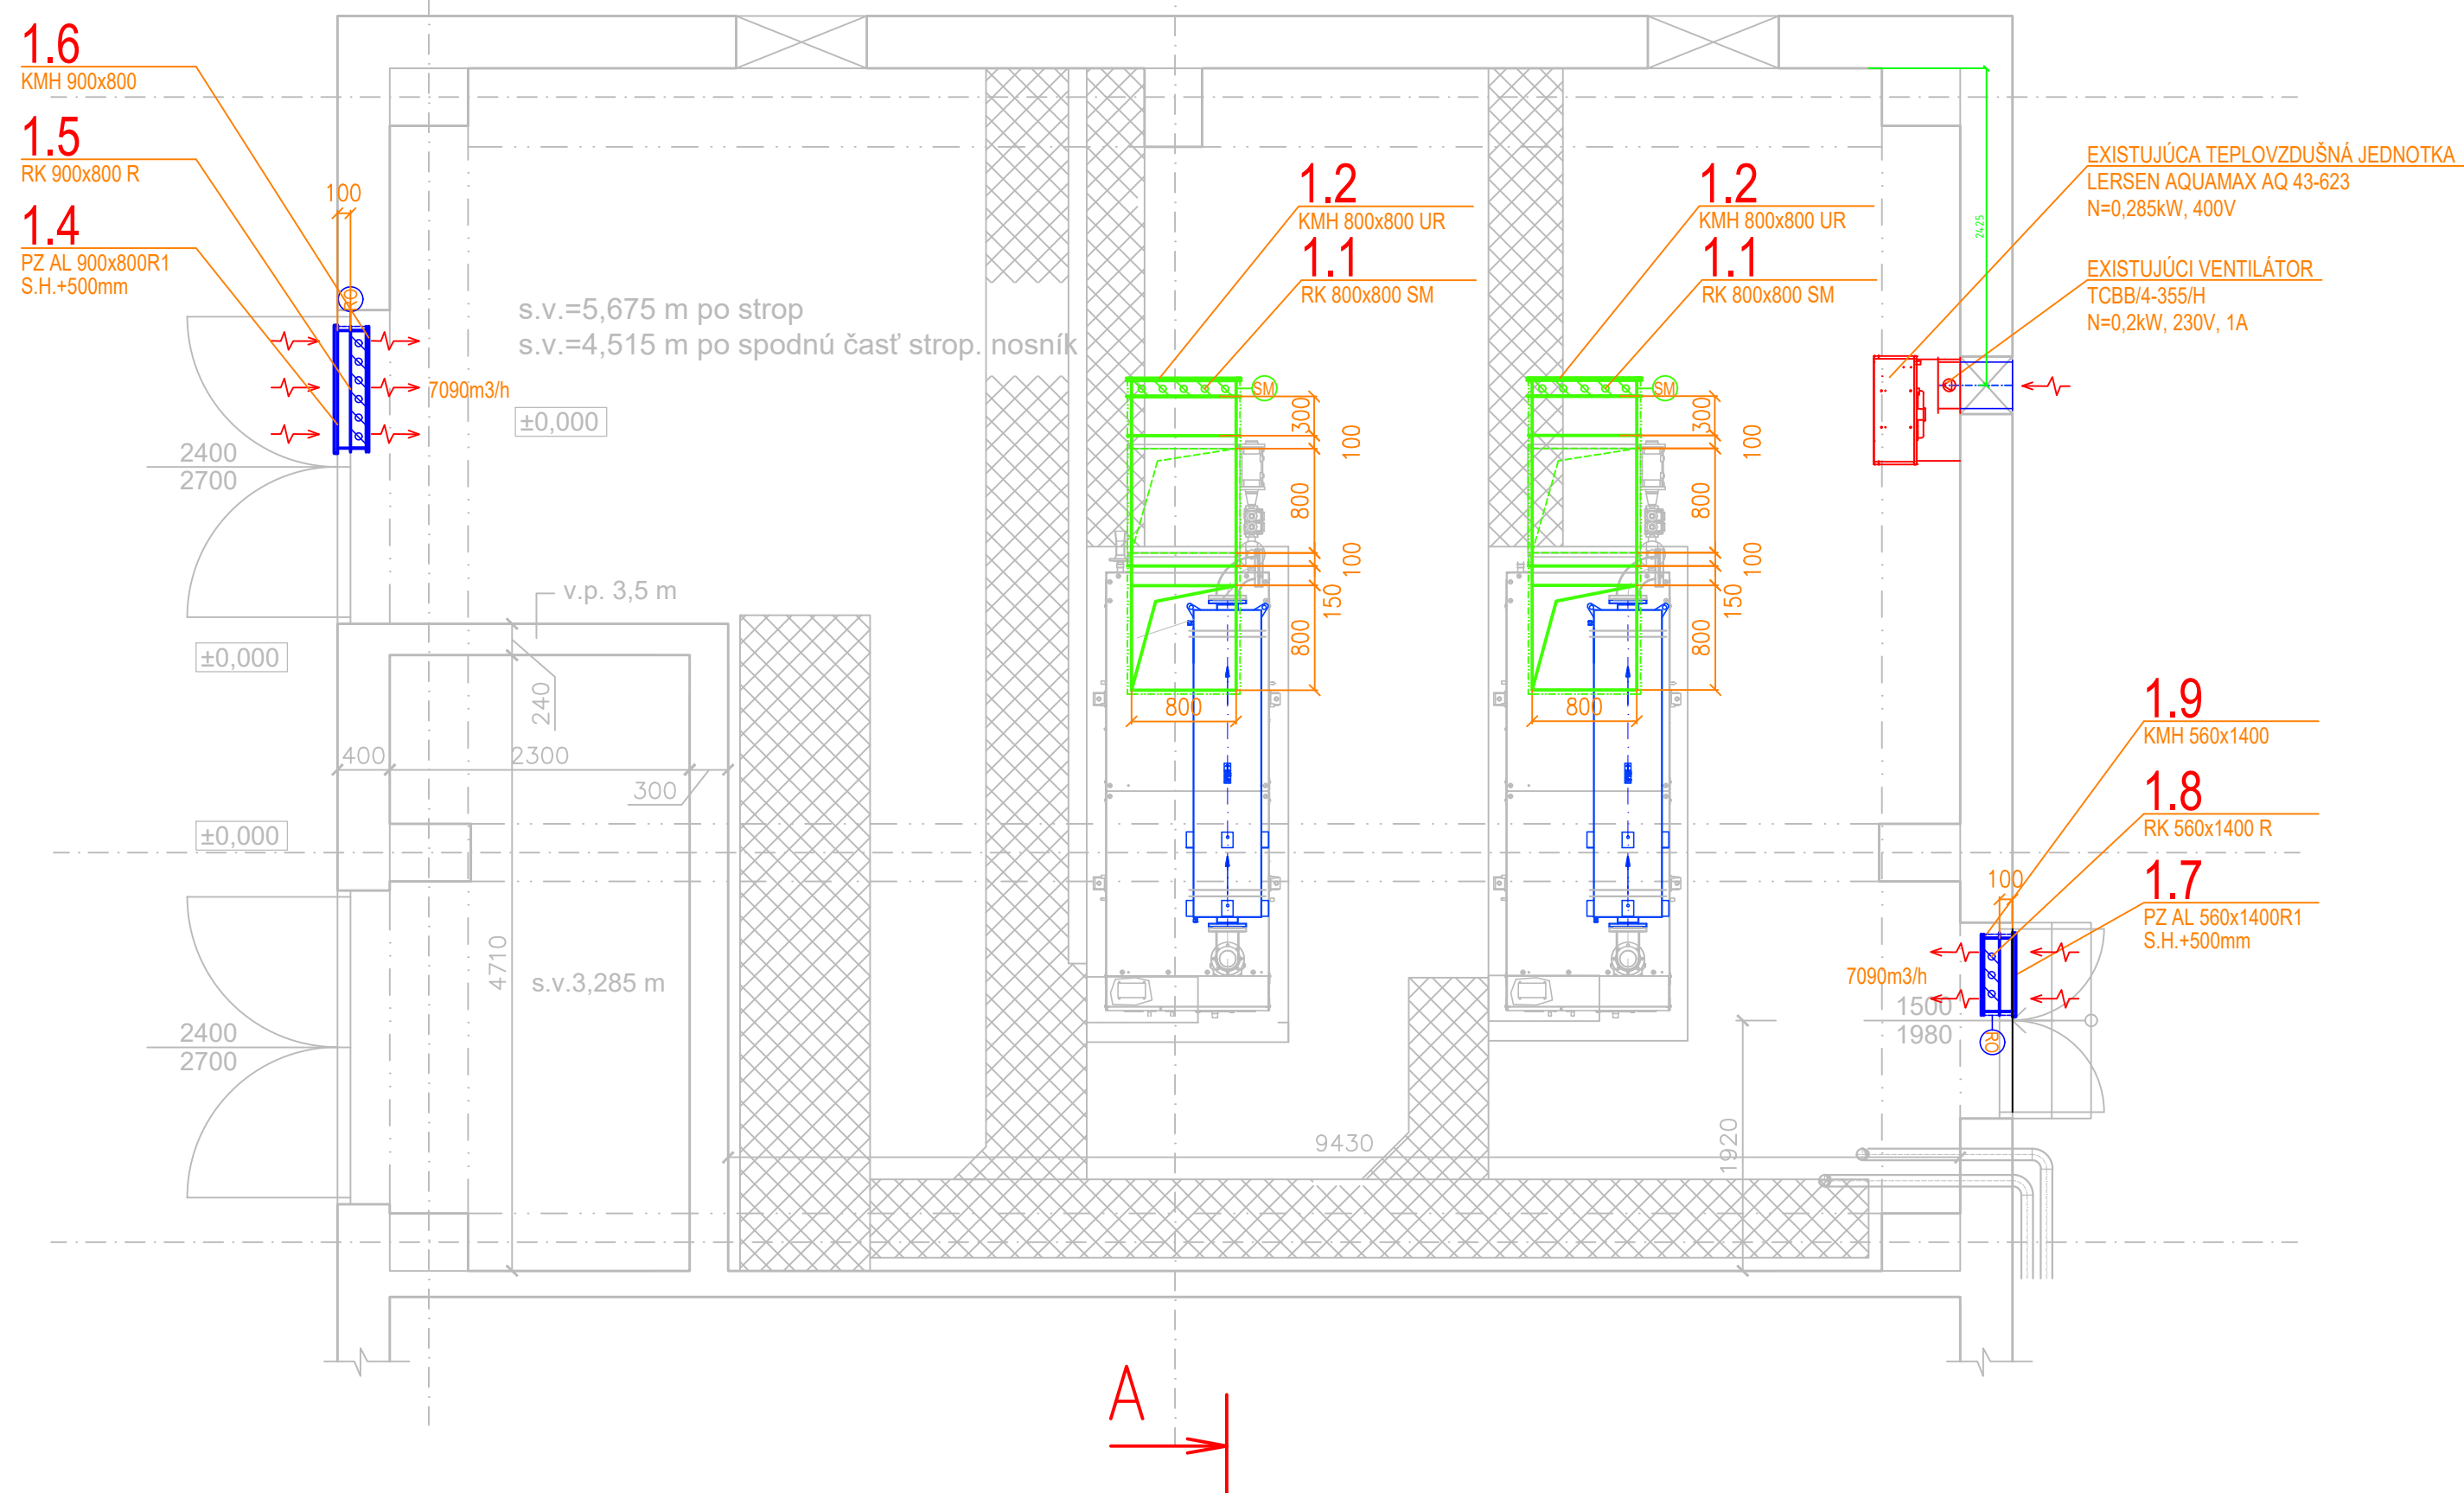 1.6
KMH 900x800
1.5
RK 900x800 R
1.4
PZ AL 900x800R1
S.H.+500mm
100
RO
7090m3/h
s.v.=5,675 m po strop
s.v.=4,515 m po spodnú časť strop. nosník
±0,000
2400
2700
v.p. 3,5 m
±0,000
240
400
2300
300
±0,000
4710
s.v.3,285 m
2400
2700
1.2
KMH 800x800 UR
1.1
RK 800x800 SM
SM
300
100
800
100
150
800
800
1.2
KMH 800x800 UR
1.1
RK 800x800 SM
SM
300
100
800
100
150
800
800
EXISTUJÚCA TEPLOVZDUŠNÁ JEDNOTKA
LERSEN AQUAMAX AQ 43-623
N=0,285kW, 400V
2425
EXISTUJÚCI VENTILÁTOR
TCBB/4-355/H
N=0,2kW, 230V, 1A
1.9
KMH 560x1400
1.8
RK 560x1400 R
1.7
PZ AL 560x1400R1
S.H.+500mm
100
7090m3/h
1500
1980
RO
9430
1920
A